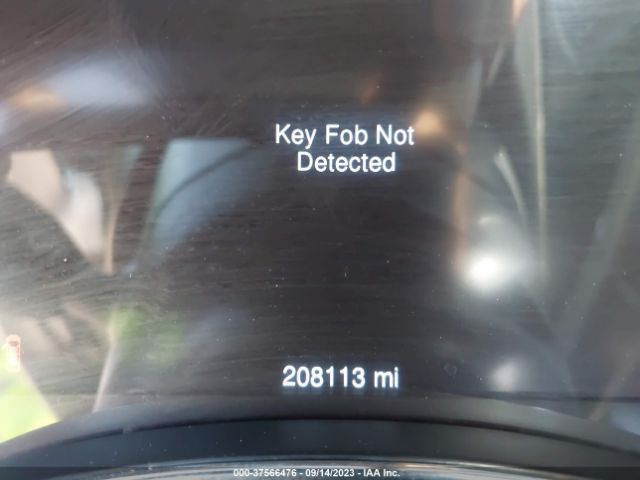 Key Fob Not
Detected
208113 mi
000-37566476 - 09/14/2023 - IAA Inc.